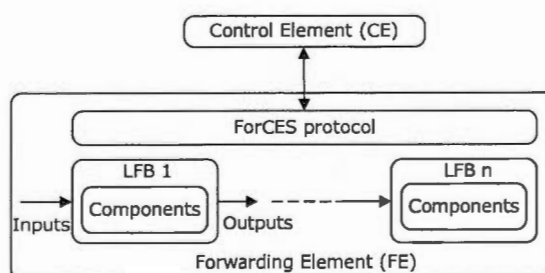 Control Element (CE)
ForCES protocol
LFB 1
LFB n
Components
Components
Inputs
Outputs
Forwarding Element (FE)